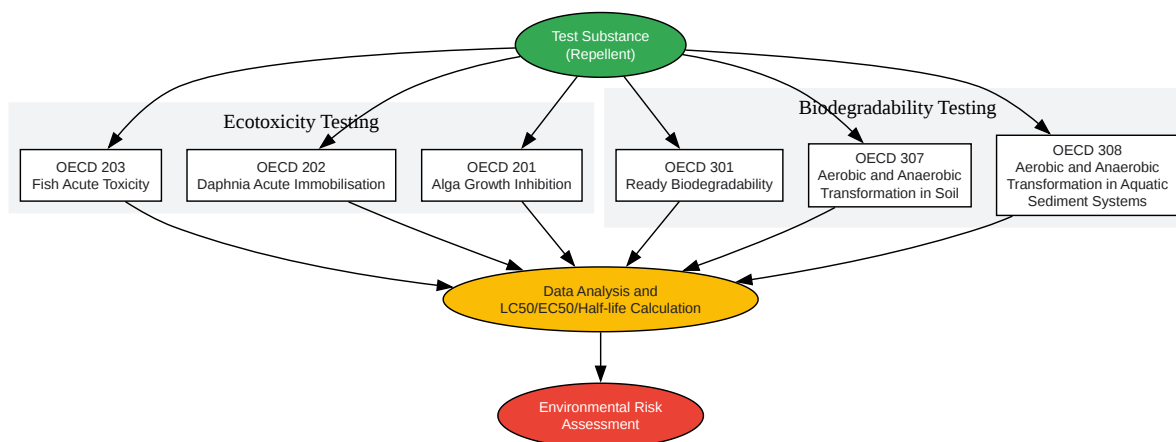 Test Substance
(Repellent)
Ecotoxicity Testing
Biodegradability Testing
OECD 203
Fish Acute Toxicity
OECD 202
Daphnia Acute Immobilisation
OECD 201
Alga Growth Inhibition
OECD 301
Ready Biodegradability
OECD 307
Aerobic and Anaerobic
Transformation in Soil
OECD 308
Aerobic and Anaerobic
Transformation in Aquatic
Sediment Systems
Data Analysis and
LC50/EC50/Half-life Calculation
Environmental Risk
Assessment